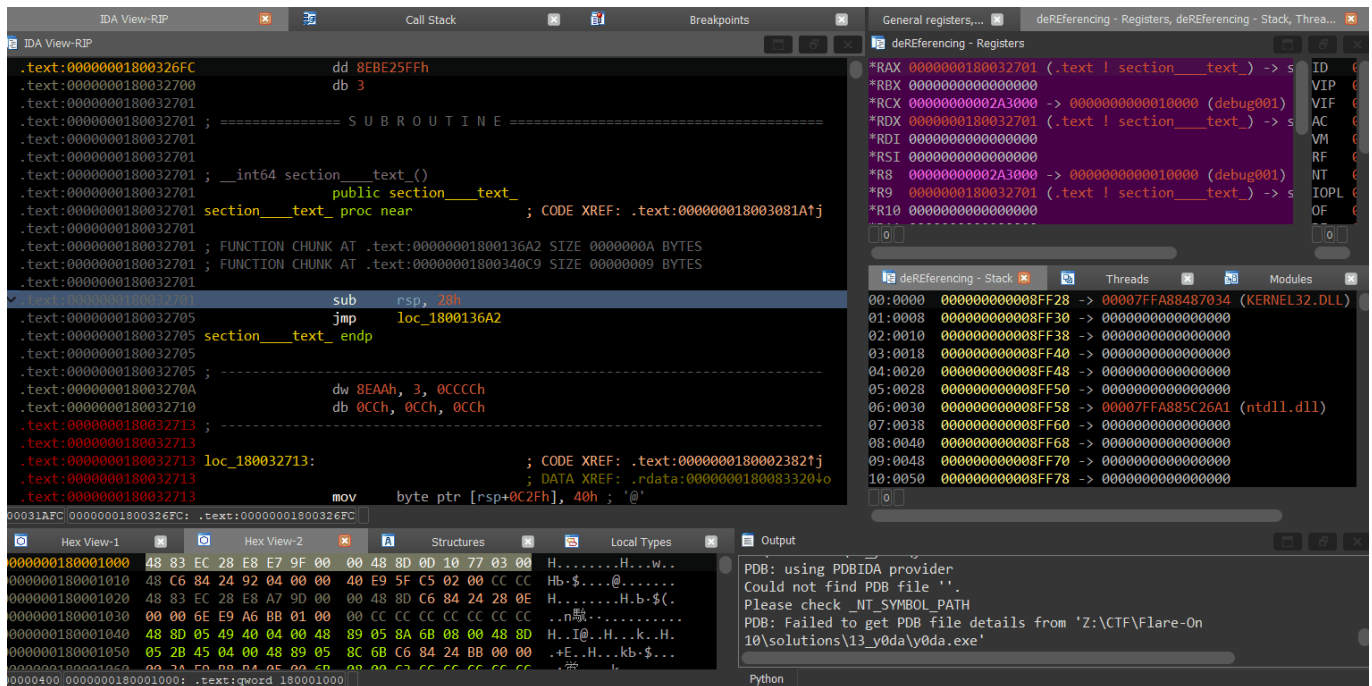 IDA View-RIP
Call Stack
Breakpoints
General registers,...
deREferencing - Registers, deREferencing - Stack, Threa...
IDA View-RIP
.text:00000001800326FC dd 8EBE25FFh
.text:0000000180032700 db 3
.text:0000000180032701
.text:0000000180032701 ; =============== S U B R O U T I N E =======================================
.text:0000000180032701
.text:0000000180032701
.text:0000000180032701 ; __int64 section____text_()
.text:0000000180032701 public section____text_
.text:0000000180032701 section____text_ proc near ; CODE XREF: .text:000000018003081A↑j
.text:0000000180032701
.text:0000000180032701 ; FUNCTION CHUNK AT .text:00000001800136A2 SIZE 0000000A BYTES
.text:0000000180032701 ; FUNCTION CHUNK AT .text:00000001800340C9 SIZE 00000009 BYTES
.text:0000000180032701
.text:0000000180032701 sub rsp, 28h
.text:0000000180032705 jmp loc_1800136A2
.text:0000000180032705 section____text_ endp
.text:0000000180032705
.text:0000000180032705 ; ---------------------------------------------------------------------------
.text:000000018003270A dw 8EAAh, 3, 0CCCCh
.text:0000000180032710 db 0CCh, 0CCh, 0CCh
.text:0000000180032713 ; ---------------------------------------------------------------------------
.text:0000000180032713
.text:0000000180032713 loc_180032713: ; CODE XREF: .text:0000000180002382↑j
.text:0000000180032713 ; DATA XREF: .rdata:0000000180083320↓o
.text:0000000180032713 mov byte ptr [rsp+0C2Fh], 40h ; '@'
00031AFC 00000001800326FC: .text:00000001800326FC
deREferencing - Registers
*RAX 0000000180032701 (.text ! section____text_) -> s
*RBX 0000000000000000
*RCX 00000000002A3000 -> 0000000000010000 (debug001)
*RDX 0000000180032701 (.text ! section____text_) -> s
*RDI 0000000000000000
*RSI 0000000000000000
*R8 00000000002A3000 -> 0000000000010000 (debug001)
*R9 0000000180032701 (.text ! section____text_) -> s
*R10 0000000000000000
0
ID 0
VIP 0
VIF 0
AC 0
VM 0
RF 0
NT 0
IOPL 0
OF 0
0
deREferencing - Stack
Threads
Modules
00:0000 000000000008FF28 -> 00007FFA88487034 (KERNEL32.DLL)
01:0008 000000000008FF30 -> 0000000000000000
02:0010 000000000008FF38 -> 0000000000000000
03:0018 000000000008FF40 -> 0000000000000000
04:0020 000000000008FF48 -> 0000000000000000
05:0028 000000000008FF50 -> 0000000000000000
06:0030 000000000008FF58 -> 00007FFA885C26A1 (ntdll.dll)
07:0038 000000000008FF60 -> 0000000000000000
08:0040 000000000008FF68 -> 0000000000000000
09:0048 000000000008FF70 -> 0000000000000000
10:0050 000000000008FF78 -> 0000000000000000
0
Hex View-1
Hex View-2
Structures
Local Types
0000000180001000 48 83 EC 28 E8 E7 9F 00 00 48 8D 0D 10 77 03 00 H.......H...w..
0000000180001010 48 C6 84 24 92 04 00 00 40 E9 5F C5 02 00 CC CC
0000000180001020 48 83 EC 28 E8 A7 9D 00 00 48 8D C6 84 24 28 0E
0000000180001030 00 00 6E E9 A6 BB 01 00 00 CC CC CC CC CC CC CC
0000000180001040 48 8D 05 49 40 04 00 48 89 05 8A 6B 08 00 48 8D H..I@..H...k..H.
0000000180001050 05 2B 45 04 00 48 89 05 8C 6B C6 84 24 BB 00 00
00000400 0000000180001000: .text:qword_180001000
Output
PDB: using PDBIDA provider
Could not find PDB file ''.
Please check _NT_SYMBOL_PATH
PDB: Failed to get PDB file details from 'Z:\CTF\Flare-On
10\solutions\13_y0da\y0da.exe'
Python